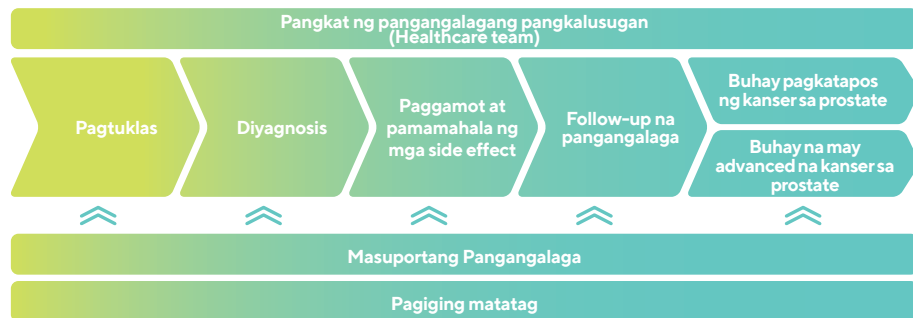 Pangkat ng pangangalagang pangkalusugan
(Healthcare team)
Pagtuklas
Diyagnosis
Paggamot at
pamamahala ng
mga side effect
Follow-up na
pangangalaga
Buhay pagkatapos
ng kanser sa prostate
Buhay na may
advanced na kanser sa
prostate
Masuportang Pangangalaga
Pagiging matatag